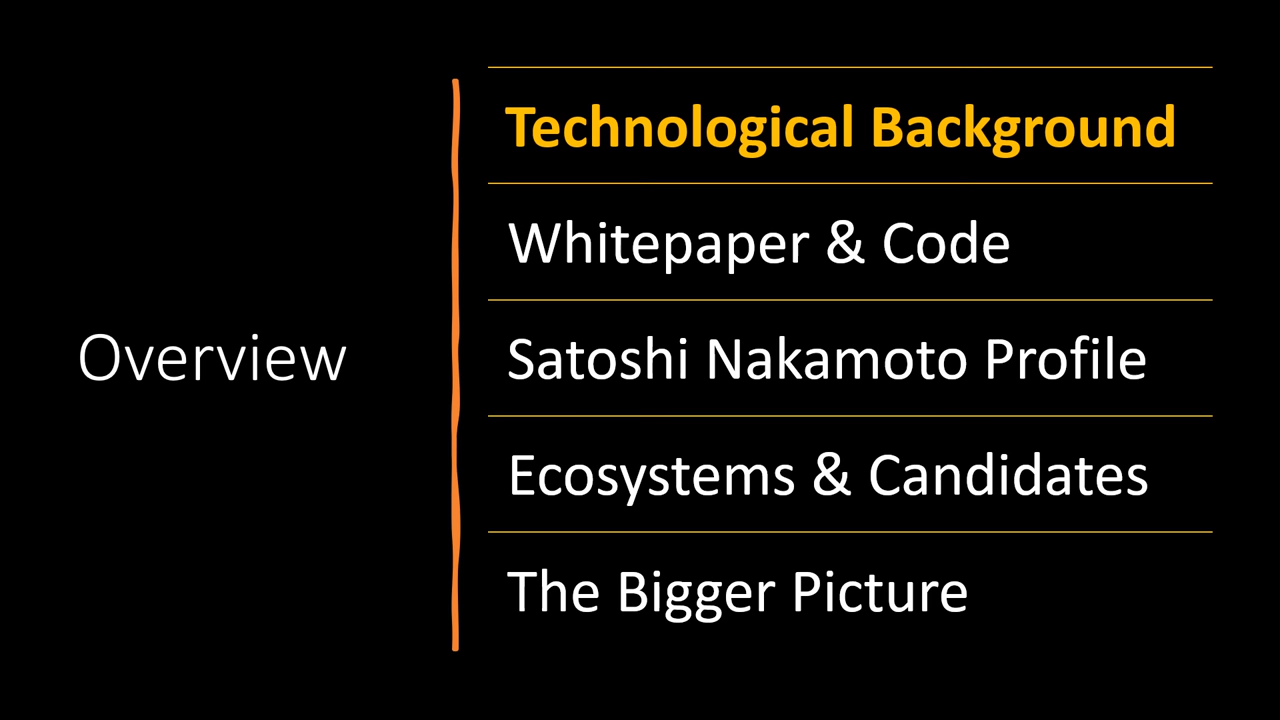 Overview
Technological Background
Whitepaper & Code
Satoshi Nakamoto Profile
Ecosystems & Candidates
The Bigger Picture